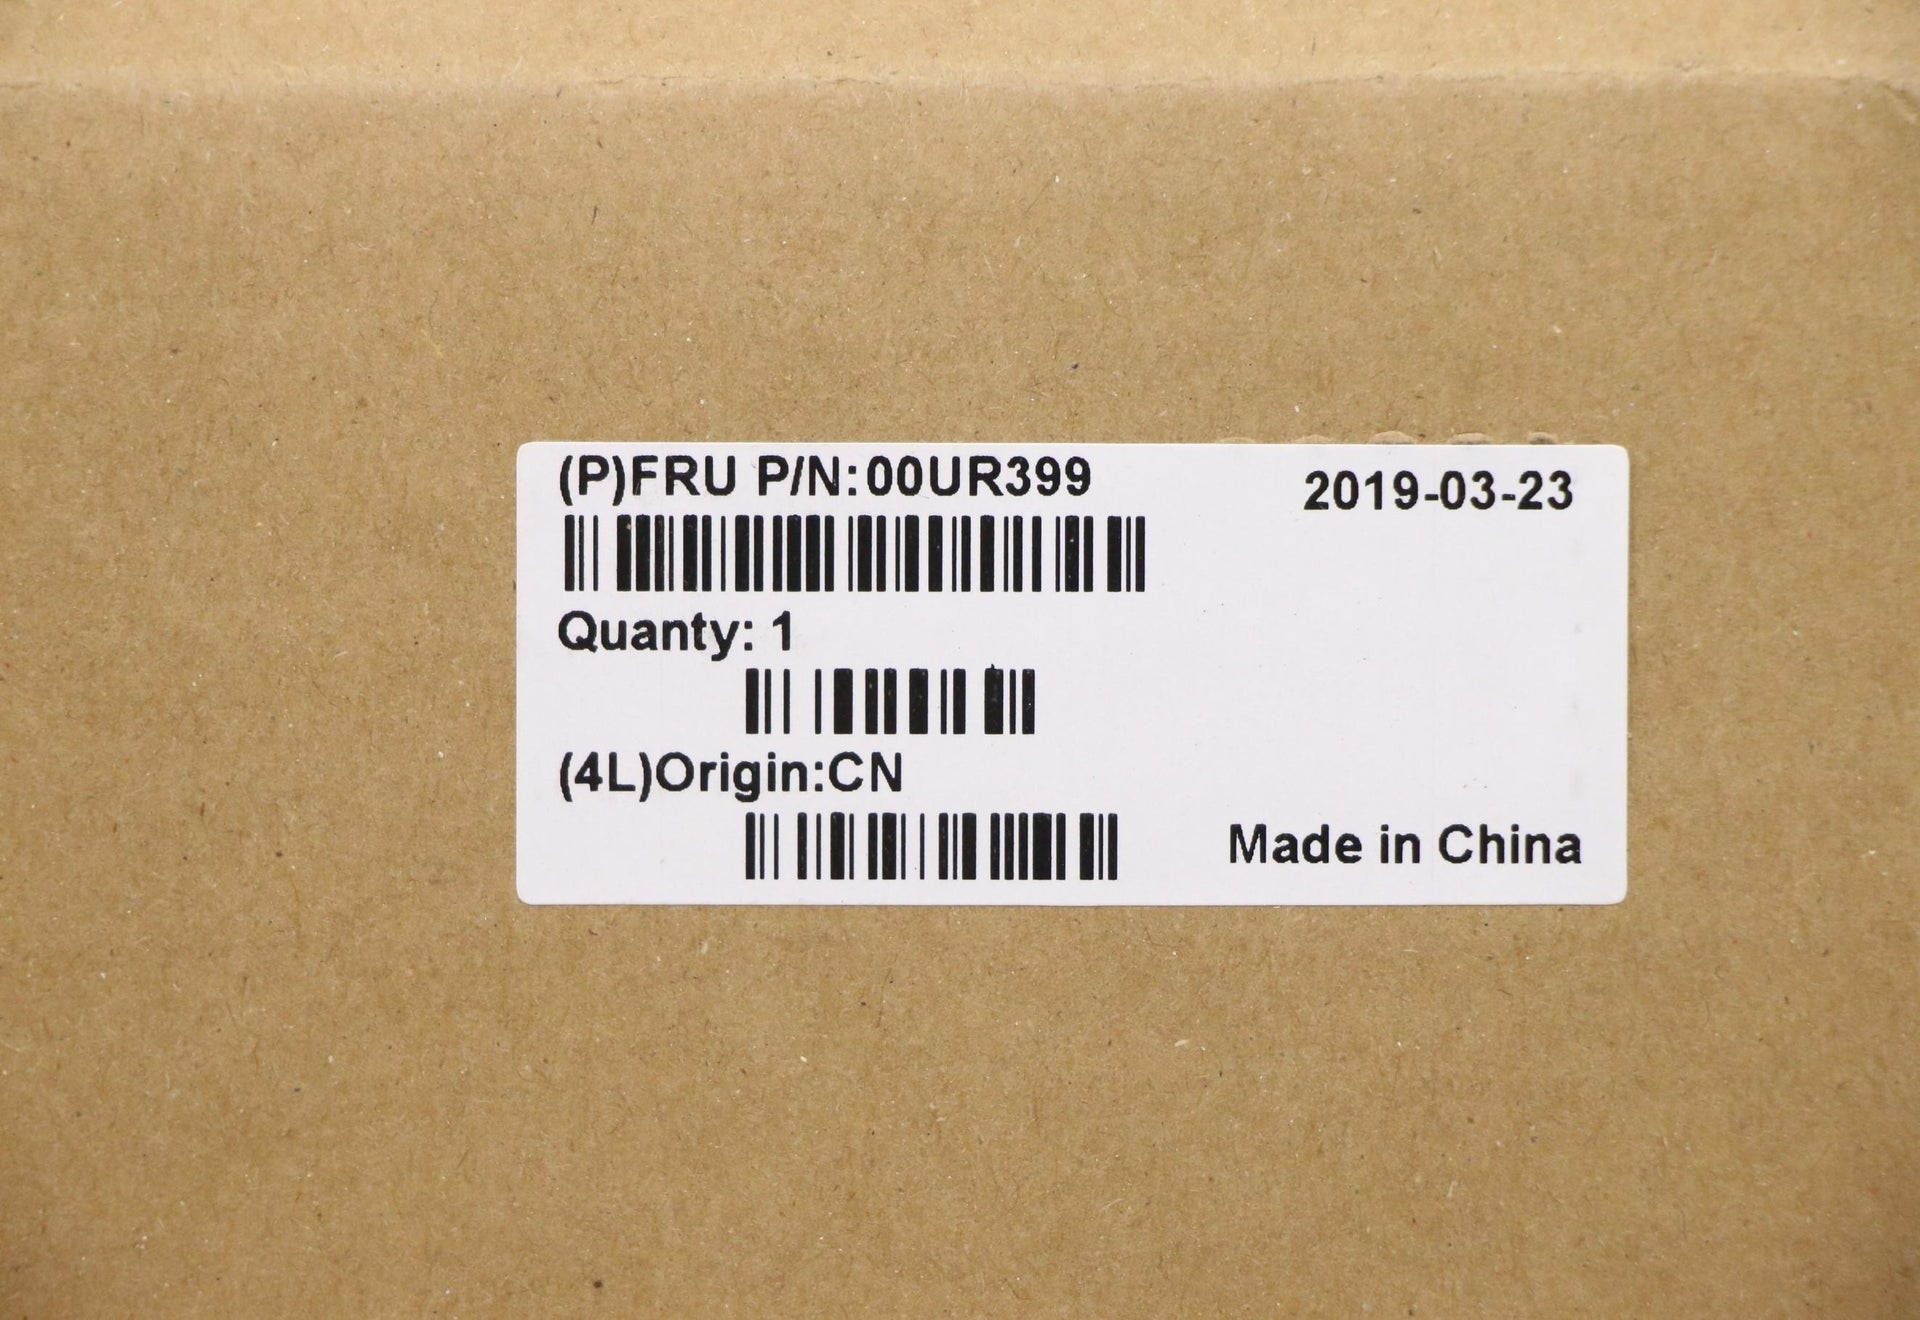 (P)FRU P/N:00UR399
2019-03-23
Quanty: 1
(4L)Origin:CN
Made in China